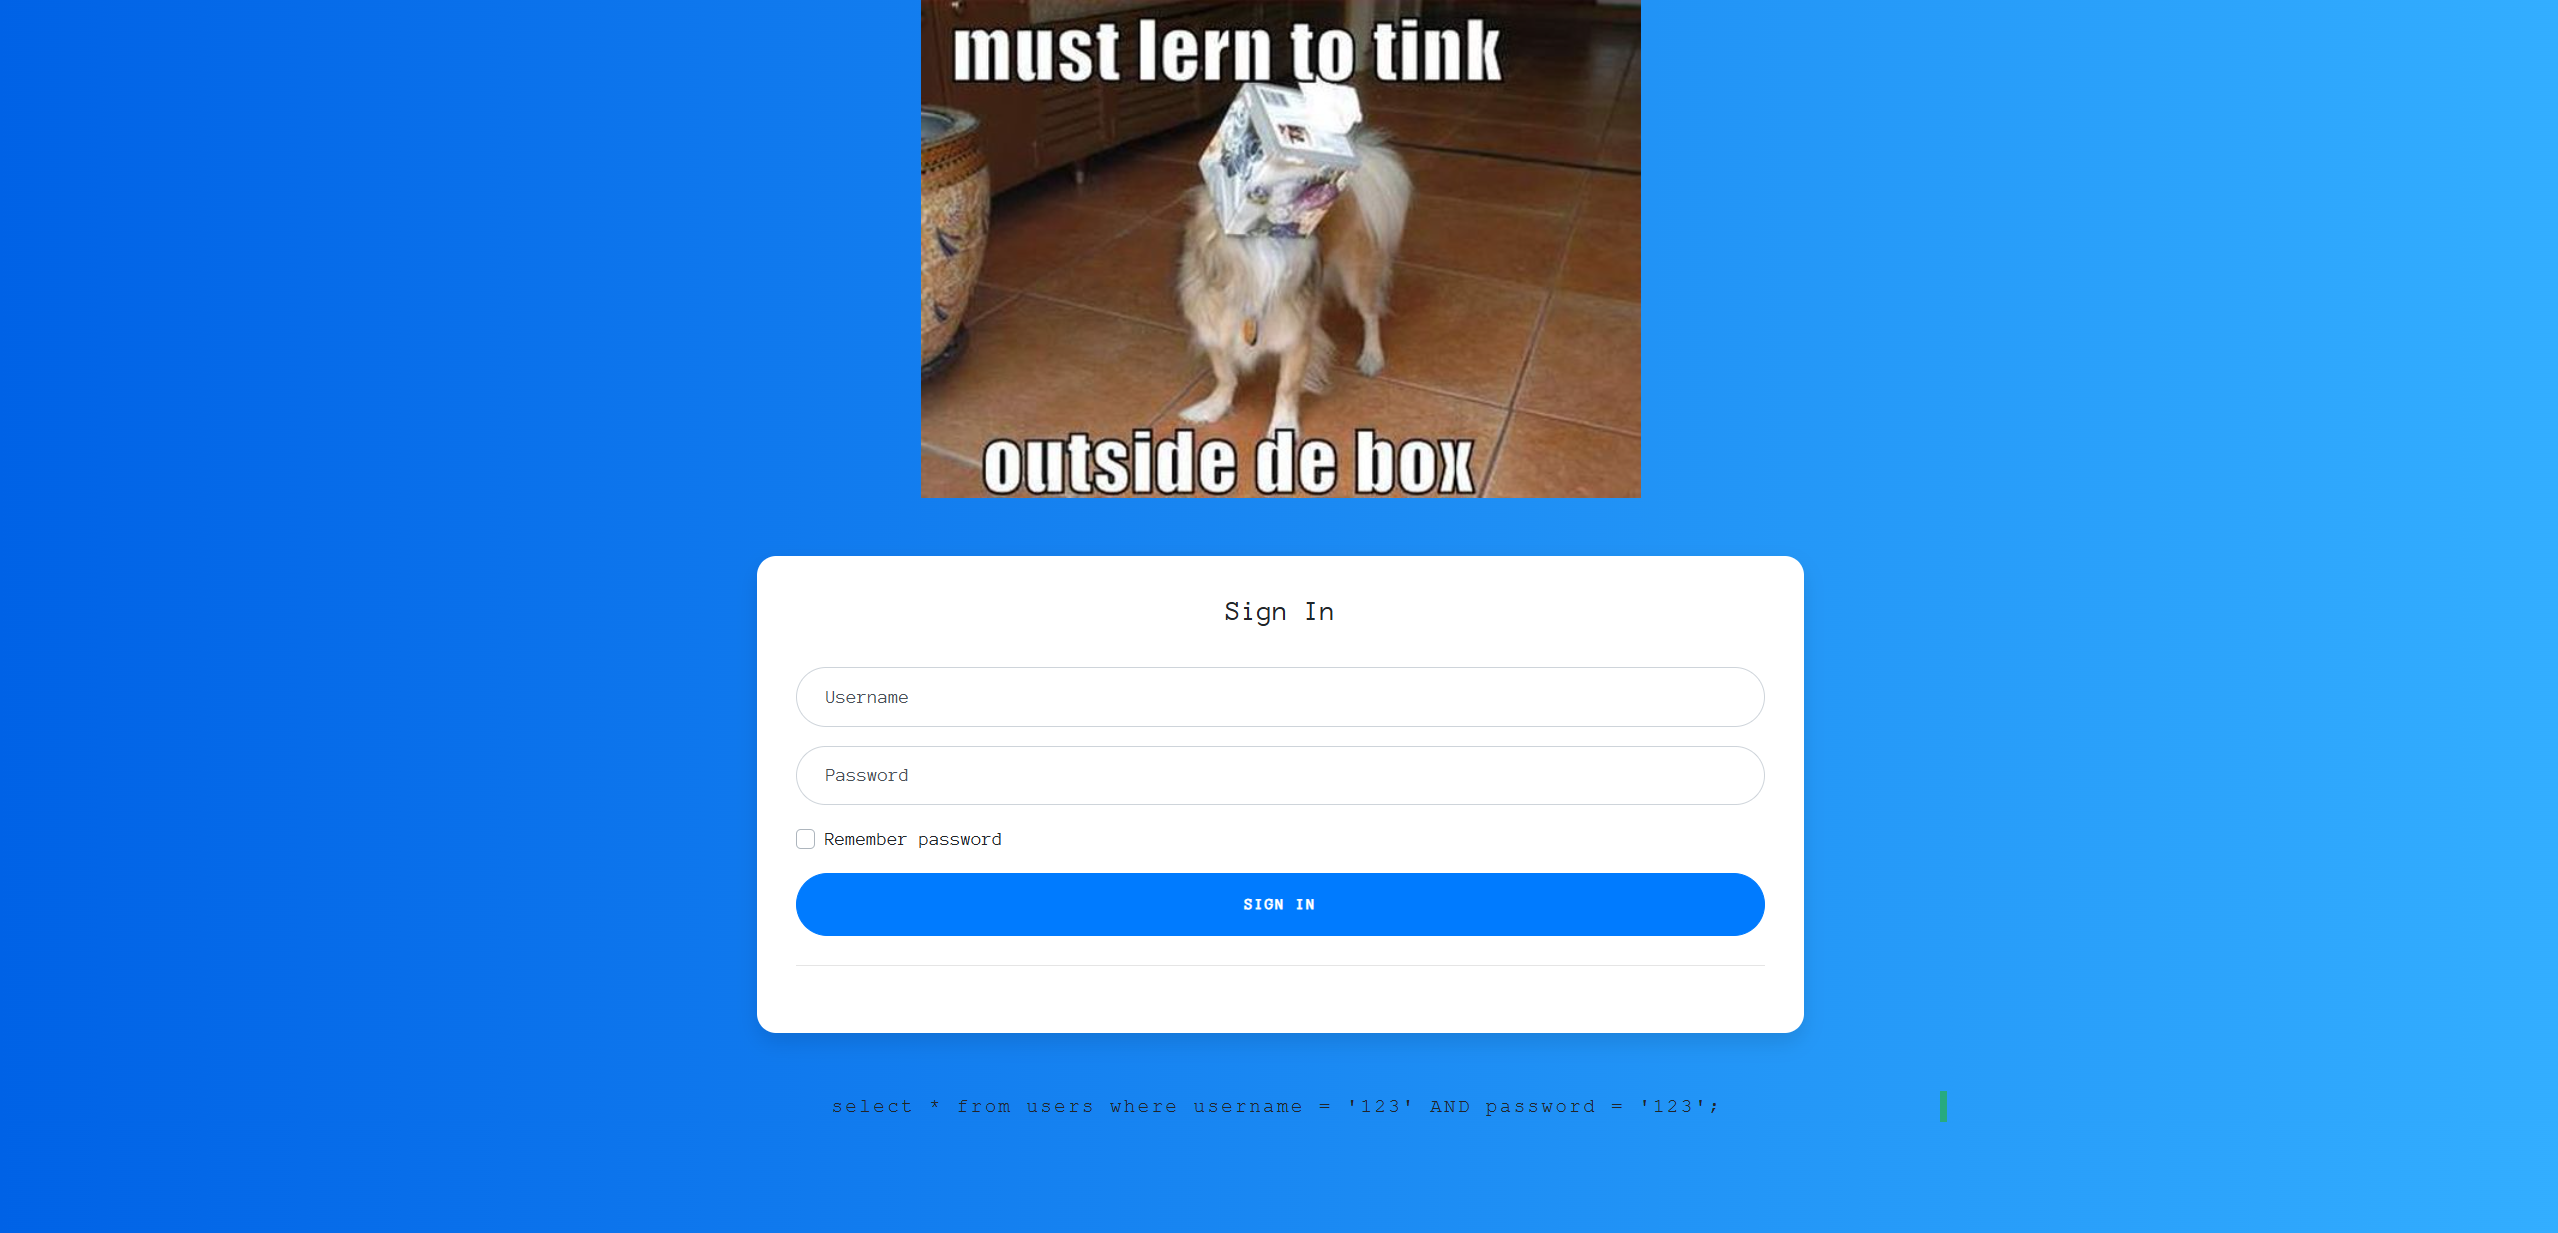 must lern to tink
outside de box
Sign In
Username
Password
Remember password
SIGN IN
select * from users where username = '123' AND password = '123';